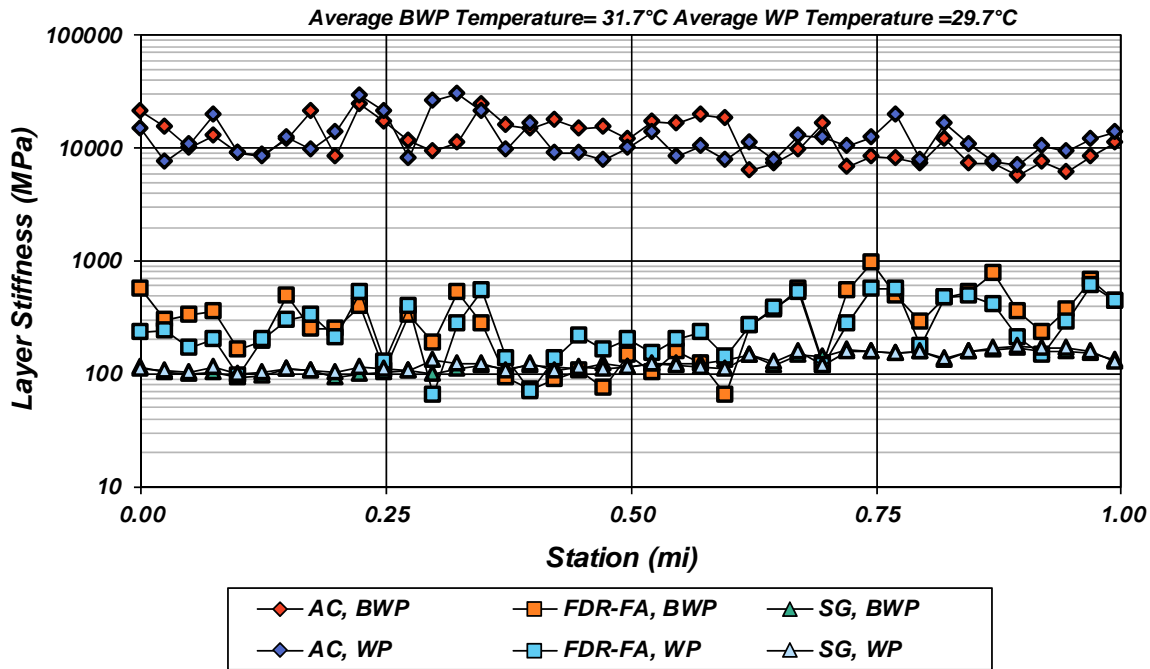 Average BWP Temperature= 31.7°C Average WP Temperature =29.7°C
100000
10000
1000
100
10
Layer Stiffness (MPa)
0.00 0.25 0.50 0.75 1.00
Station (mi)
AC, BWP FDR-FA, BWP SG, BWP
AC, WP FDR-FA, WP SG, WP